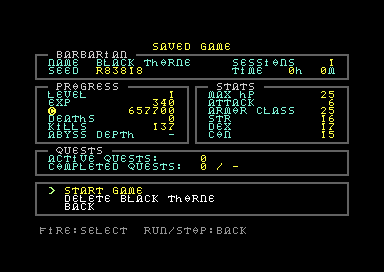 SAVED GAME
BARBARIAN
NAME BLACK THORNE SESSIONS 1
SEED R83818 TIME 0H 0M
PROGRESS STATS
LEVEL 1 MAX HP 25
EXP 340 ATTACK 6
C 657700 ARMOR CLASS 25
DEATHS 0 STR 16
KILLS 137 DEX 17
ABYSS DEPTH - CON 15
QUESTS
ACTIVE QUESTS: 0
COMPLETED QUESTS: 0 / -
> START GAME
DELETE BLACK THORNE
BACK
FIRE:SELECT RUN/STOP:BACK